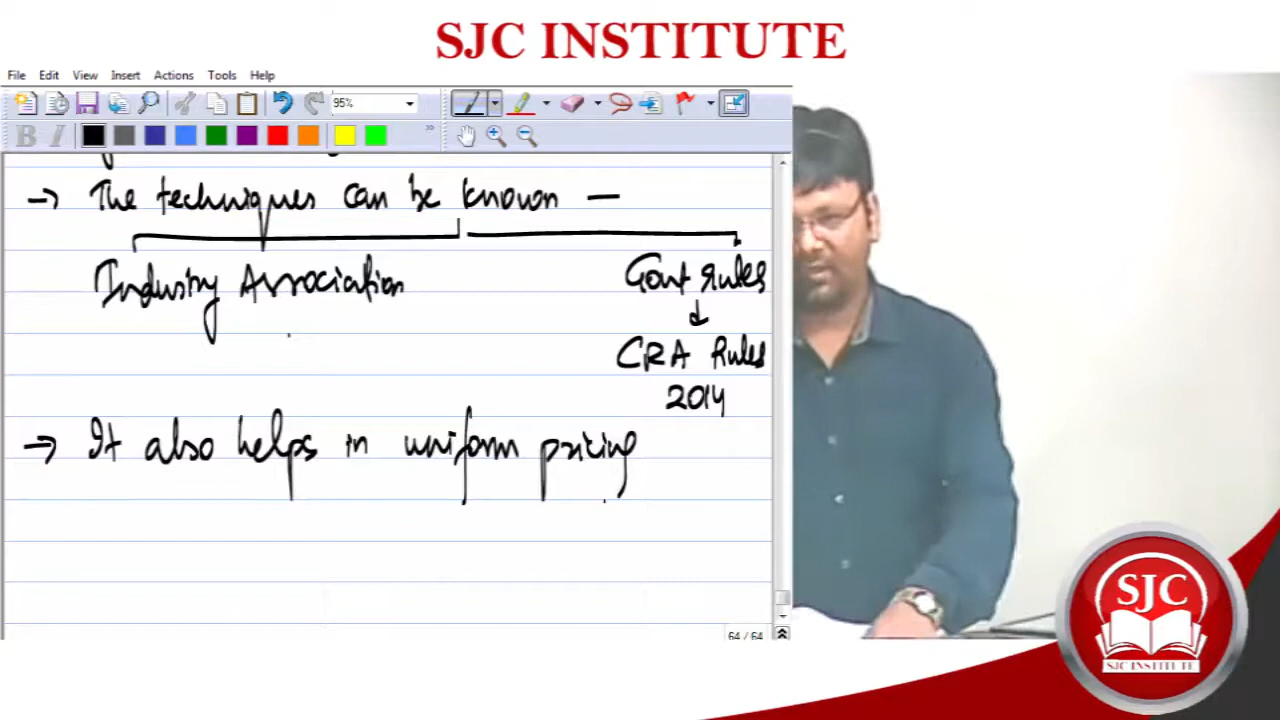 SJC INSTITUTE
File Edit View Insert Actions Tools Help
95%
B I
→ The techniques can be known —
Industry Association
Govt Rules
↓
CRA Rules
2014
→ It also helps in uniform pricing
64 / 64
SJC
SJC INSTITUTE